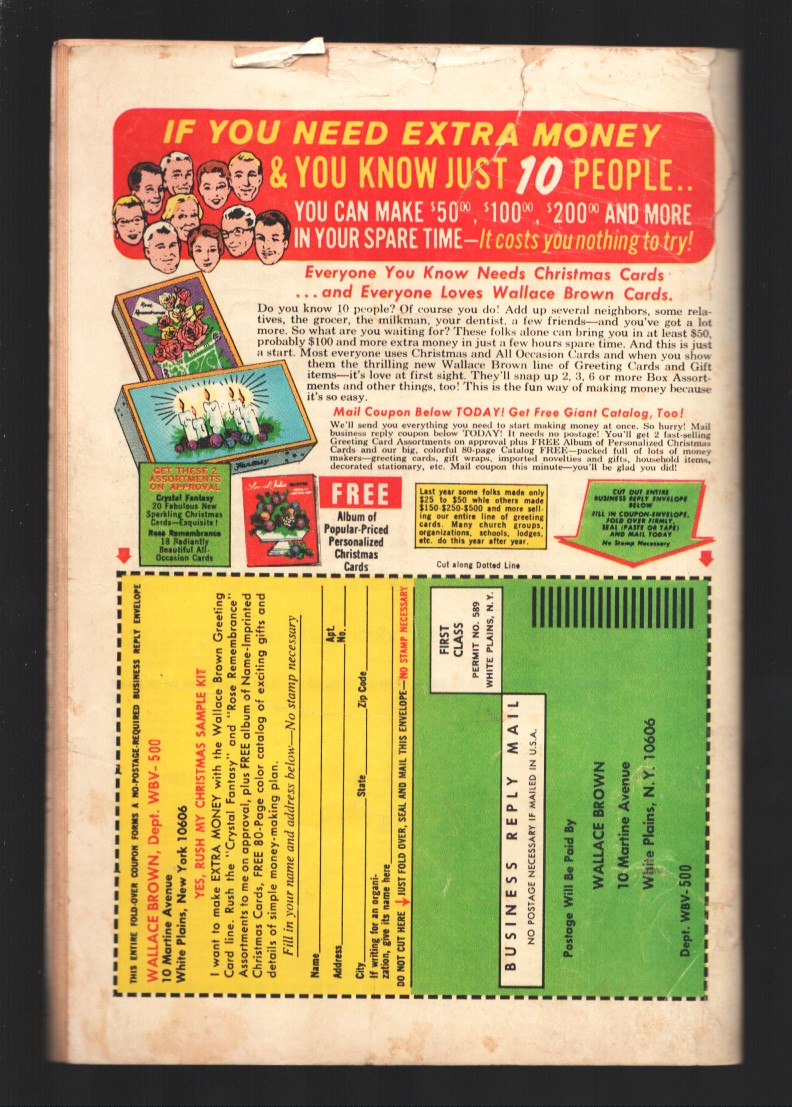 IF YOU NEED EXTRA MONEY
& YOU KNOW JUST 10 PEOPLE..
YOU CAN MAKE $50⁰⁰, $100⁰⁰, $200⁰⁰ AND MORE
IN YOUR SPARE TIME—It costs you nothing to try!
Everyone You Know Needs Christmas Cards
...and Everyone Loves Wallace Brown Cards.
Do you know 10 people? Of course you do! Add up several neighbors, some rela-
tives, the grocer, the milkman, your dentist, a few friends—and you've got a lot
more. So what are you waiting for? These folks alone can bring you in at least $50,
probably $100 and more extra money in just a few hours spare time. And this is just
a start. Most everyone uses Christmas and All Occasion Cards and when you show
them the thrilling new Wallace Brown line of Greeting Cards and Gift
items—it's love at first sight. They'll snap up 2, 3, 6 or more Box Assort-
ments and other things, too! This is the fun way of making money because
it's so easy.
Mail Coupon Below TODAY! Get Free Giant Catalog, Too!
We'll send you everything you need to start making money at once. So hurry! Mail
business reply coupon below TODAY! It needs no postage! You'll get 2 fast-selling
Greeting Card Assortments on approval plus FREE Album of Personalized Christmas
Cards and our big, colorful 80-page Catalog FREE—packed full of lots of money
makers—greeting cards, gift wraps, imported novelties and gifts, household items,
decorated stationary, etc. Mail coupon this minute—you'll be glad you did!
Rose
Remembrance
Fantasy
GET THESE 2
ASSORTMENTS
ON APPROVAL
Crystal Fantasy
20 Fabulous New
Sparkling Christmas
Cards—Exquisite!
Rose Remembrance
18 Radiantly
Beautiful All-
Occasion Cards
FREE
Album of
Popular-Priced
Personalized
Christmas
Cards
Last year some folks made only
$25 to $50 while others made
$150-$250-$500 and more sell-
ing our entire line of greeting
cards. Many church groups,
organizations, schools, lodges,
etc. do this year after year.
CUT OUT ENTIRE
BUSINESS REPLY ENVELOPE
BELOW
FILL IN COUPON-ENVELOPE,
FOLD OVER FIRMLY,
SEAL (PASTE OR TAPE)
AND MAIL TODAY
No Stamp Necessary
Cut along Dotted Line
THIS ENTIRE FOLD-OVER COUPON FORMS A NO-POSTAGE-REQUIRED BUSINESS REPLY ENVELOPE
WALLACE BROWN, Dept. WBV-500
10 Martine Avenue
White Plains, New York 10606
YES, RUSH MY CHRISTMAS SAMPLE KIT
I want to make EXTRA MONEY with the Wallace Brown Greeting
Card line. Rush the "Crystal Fantasy" and "Rose Remembrance"
Assortments to me on approval, plus FREE album of Name-Imprinted
Christmas Cards, FREE 80-Page color catalog of exciting gifts and
details of simple money-making plan.
Fill in your name and address below—No stamp necessary
Name
Address Apt. No.
City State Zip Code
If writing for an organi-
zation, give its name here
DO NOT CUT HERE JUST FOLD OVER, SEAL AND MAIL THIS ENVELOPE—NO STAMP NECESSARY
FIRST
CLASS
PERMIT NO. 589
WHITE PLAINS, N.Y.
BUSINESS REPLY MAIL
NO POSTAGE NECESSARY IF MAILED IN U.S.A.
Postage Will Be Paid By
WALLACE BROWN
10 Martine Avenue
White Plains, N.Y. 10606
Dept. WBV-500